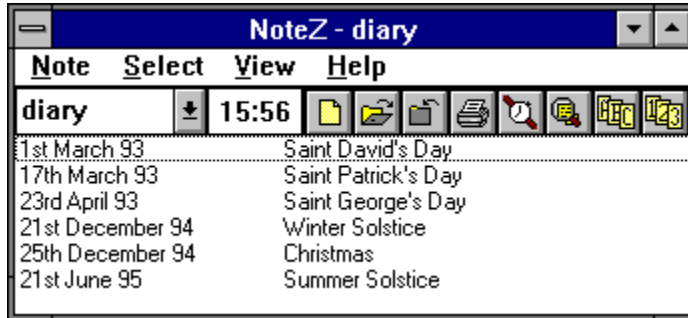 NoteZ - diary
Note Select View Help
diary 15:56 ABC 123
1st March 93 Saint David's Day
17th March 93 Saint Patrick's Day
23rd April 93 Saint George's Day
21st December 94 Winter Solstice
25th December 94 Christmas
21st June 95 Summer Solstice